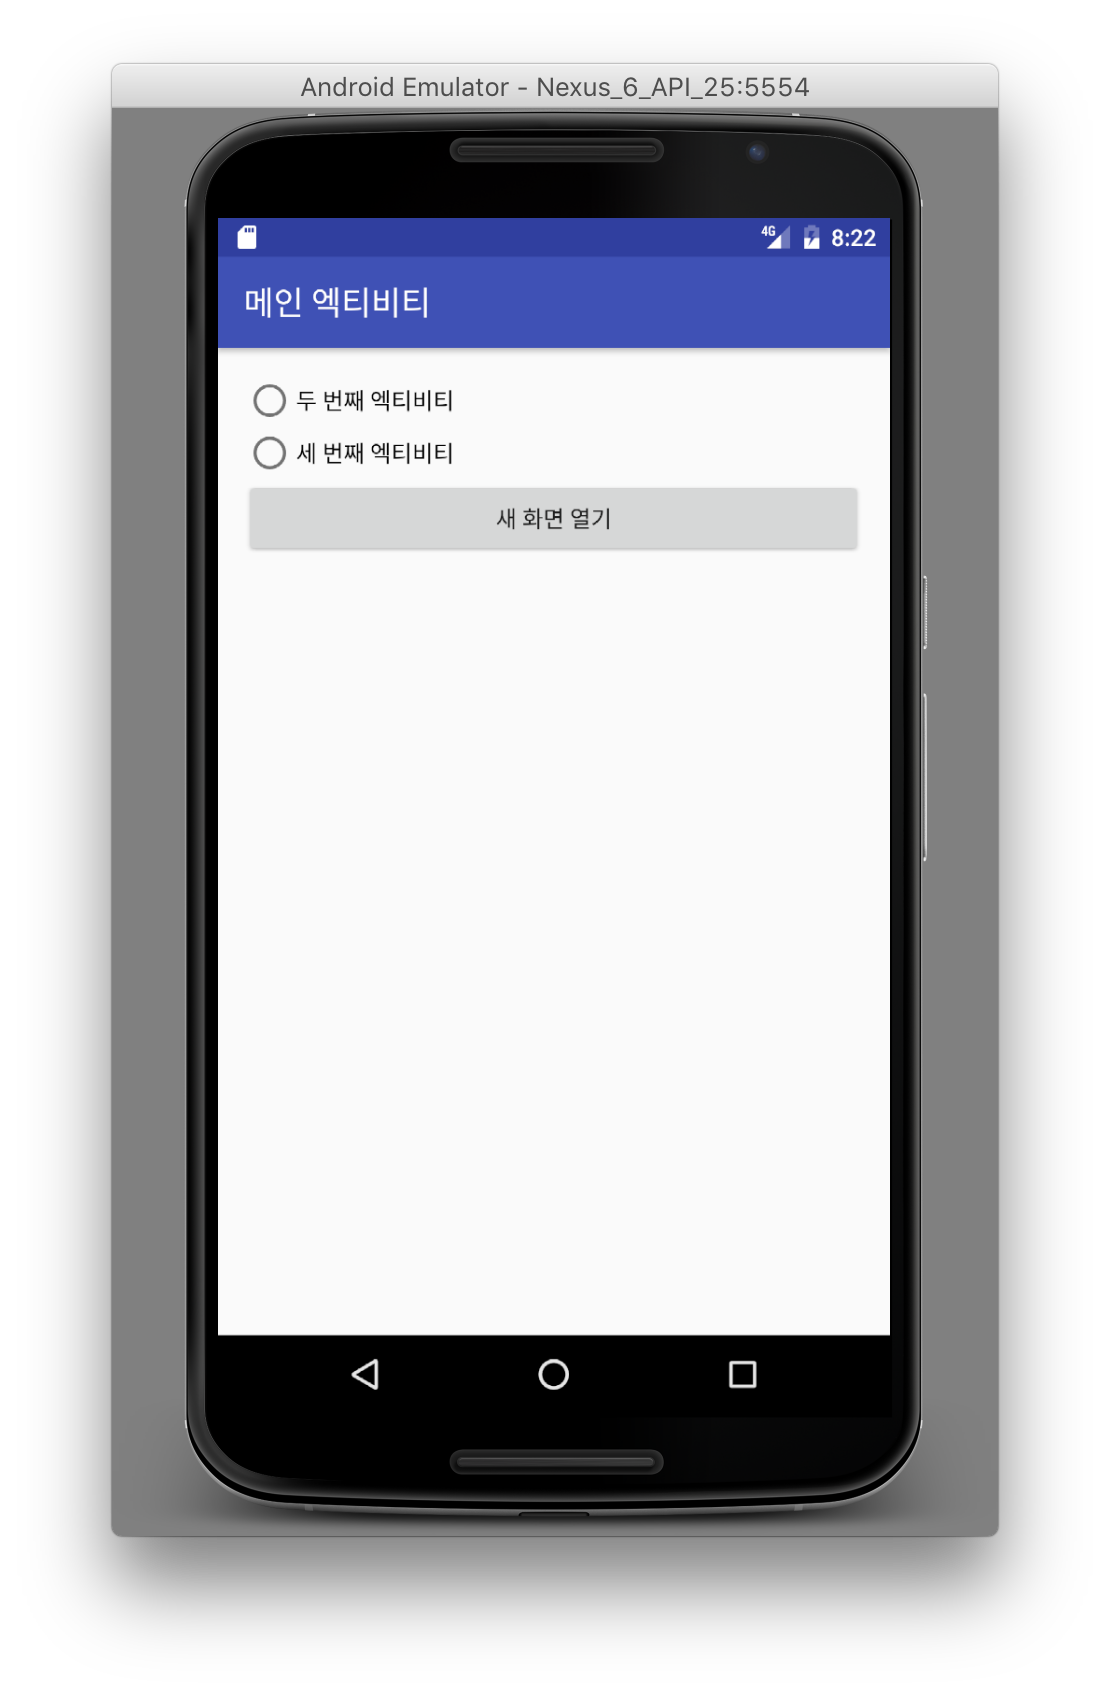 Android Emulator - Nexus_6_API_25:5554
4G 8:22
메인 엑티비티
두 번째 엑티비티
세 번째 엑티비티
새 화면 열기